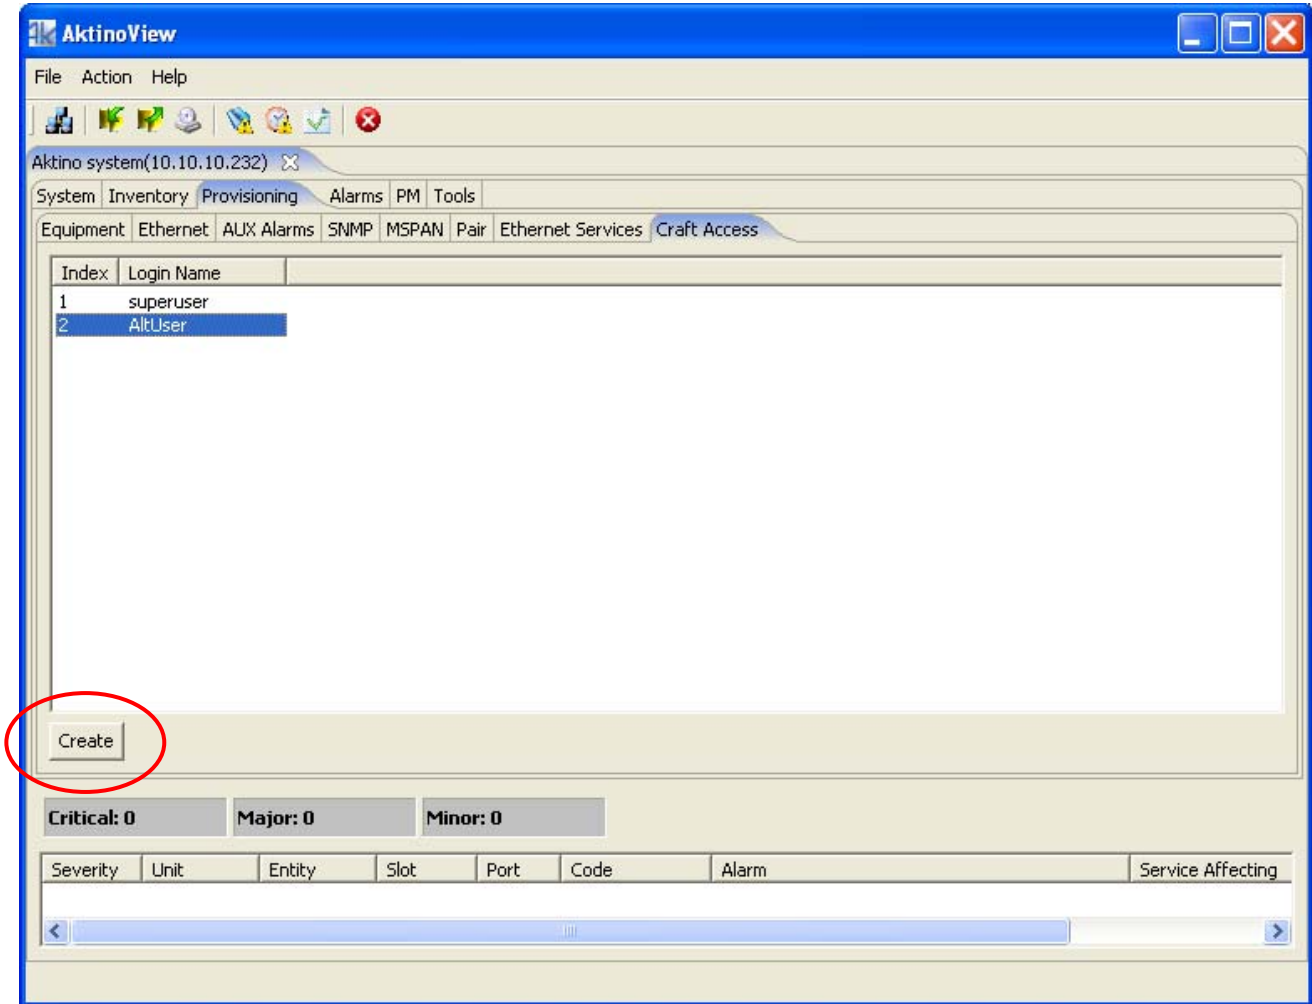 AktinoView
File Action Help
Aktino system(10.10.10.232)
System Inventory Provisioning Alarms PM Tools
Equipment Ethernet AUX Alarms SNMP MSPAN Pair Ethernet Services Craft Access
Index Login Name
1 superuser
2 AltUser
Create
Critical: 0 Major: 0 Minor: 0
Severity Unit Entity Slot Port Code Alarm Service Affecting